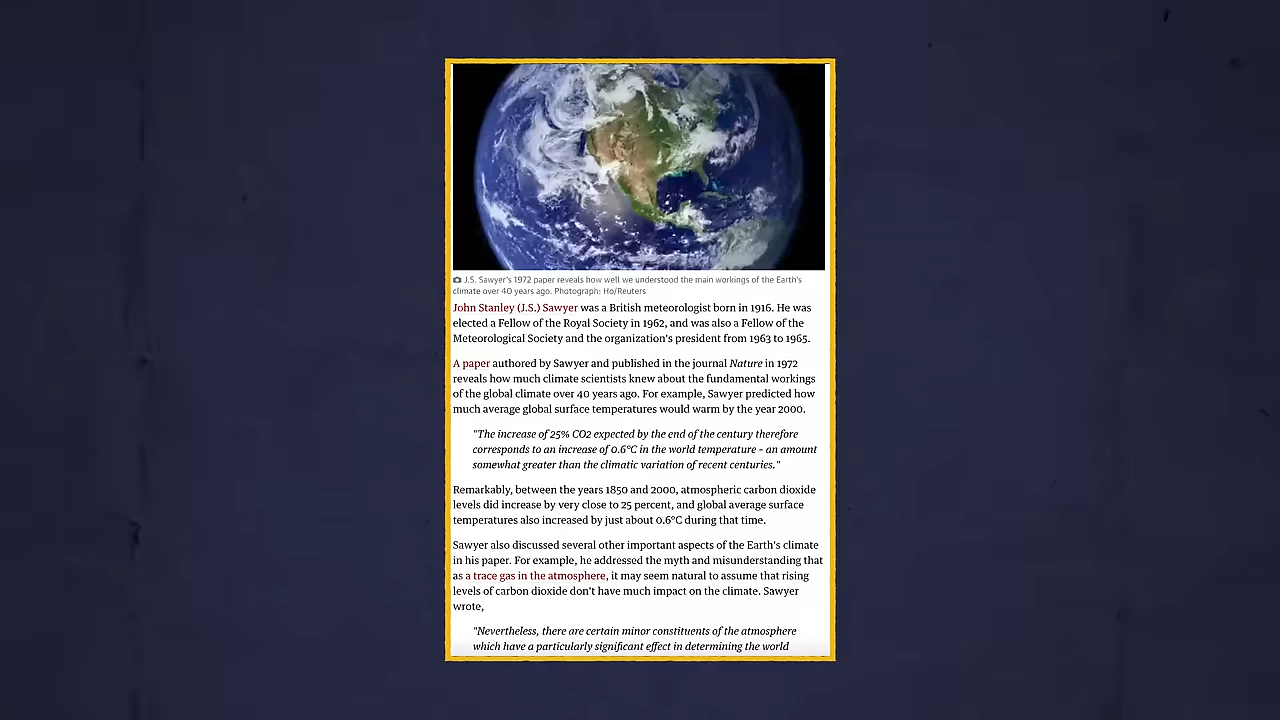 J.S. Sawyer's 1972 paper reveals how well we understood the main workings of the Earth's
climate over 40 years ago. Photograph: Ho/Reuters
John Stanley (J.S.) Sawyer was a British meteorologist born in 1916. He was
elected a Fellow of the Royal Society in 1962, and was also a Fellow of the
Meteorological Society and the organization's president from 1963 to 1965.
A paper authored by Sawyer and published in the journal Nature in 1972
reveals how much climate scientists knew about the fundamental workings
of the global climate over 40 years ago. For example, Sawyer predicted how
much average global surface temperatures would warm by the year 2000.
"The increase of 25% CO2 expected by the end of the century therefore
corresponds to an increase of 0.6°C in the world temperature – an amount
somewhat greater than the climatic variation of recent centuries."
Remarkably, between the years 1850 and 2000, atmospheric carbon dioxide
levels did increase by very close to 25 percent, and global average surface
temperatures also increased by just about 0.6°C during that time.
Sawyer also discussed several other important aspects of the Earth's climate
in his paper. For example, he addressed the myth and misunderstanding that
as a trace gas in the atmosphere, it may seem natural to assume that rising
levels of carbon dioxide don't have much impact on the climate. Sawyer
wrote,
"Nevertheless, there are certain minor constituents of the atmosphere
which have a particularly significant effect in determining the world